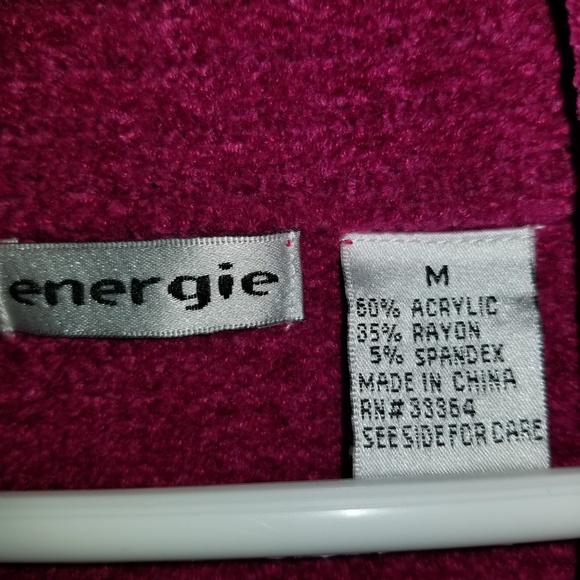 energie
M
60% ACRYLIC
35% RAYON
5% SPANDEX
MADE IN CHINA
RN# 33364
SEE SIDE FOR CARE